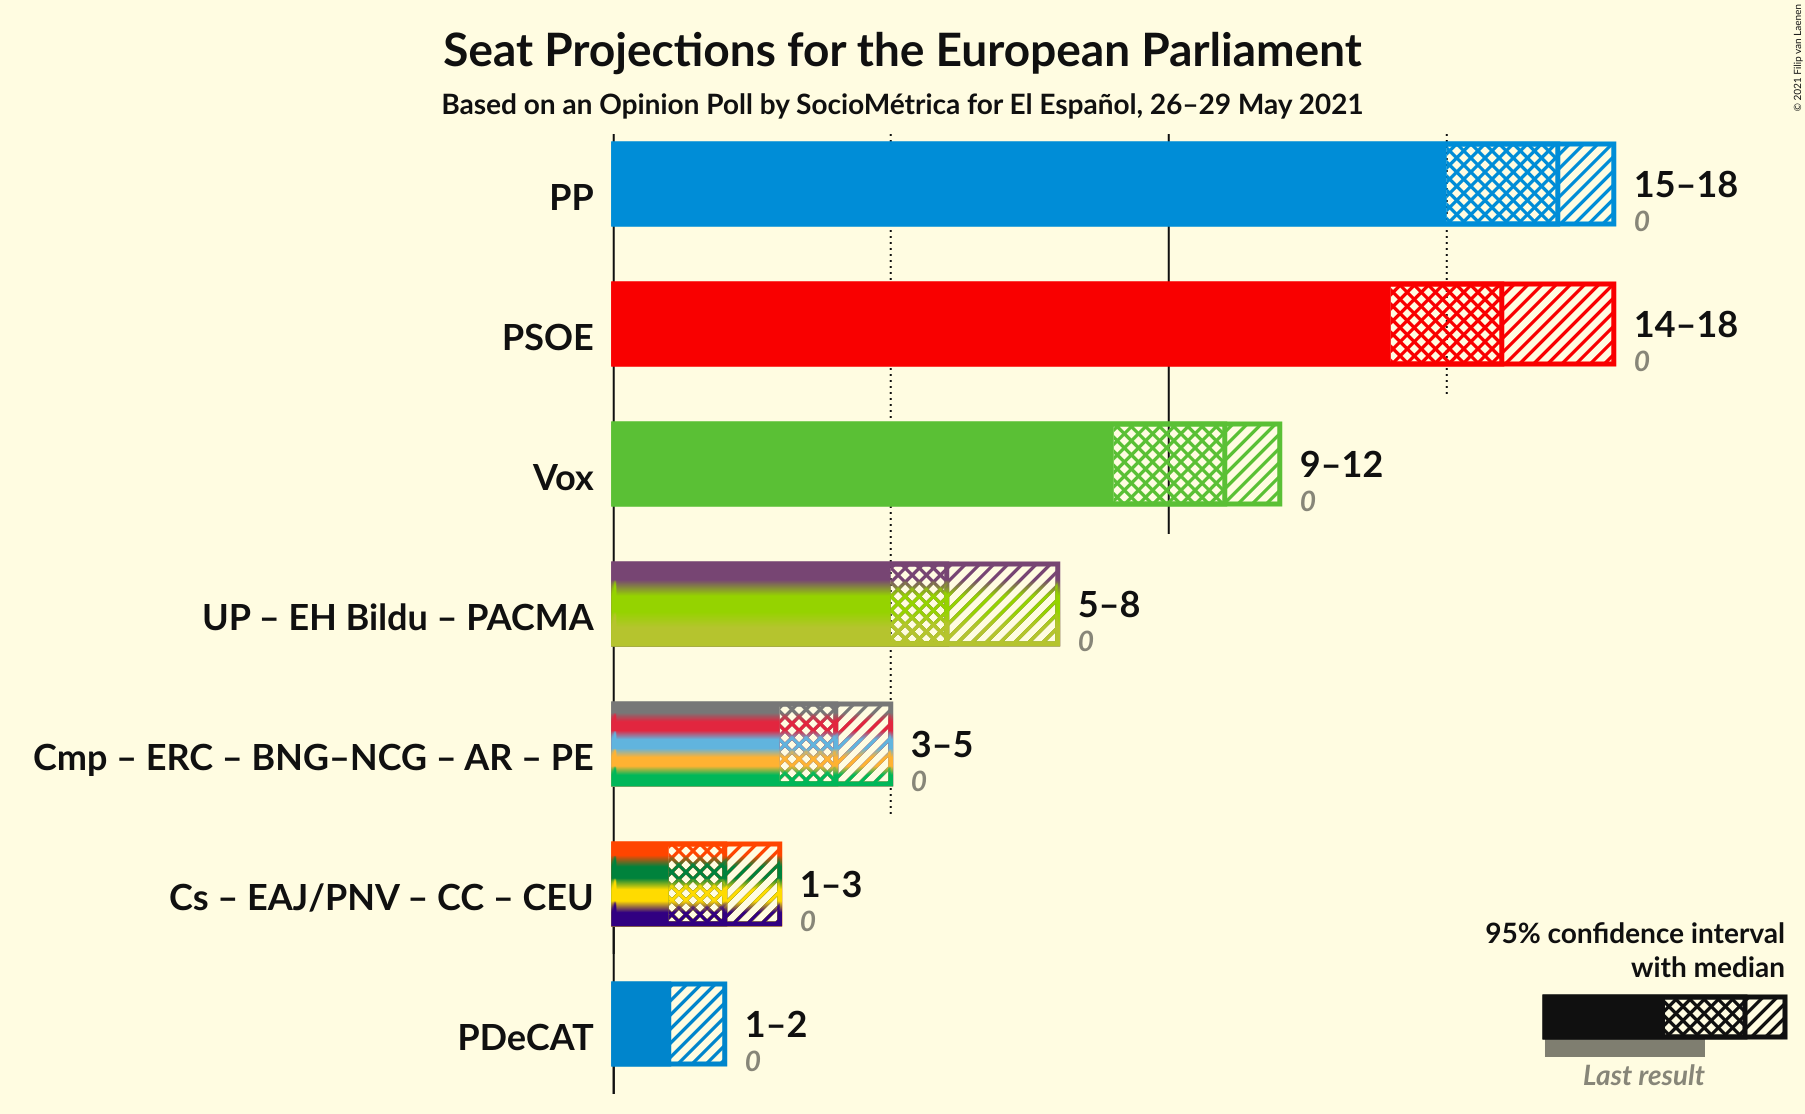 Seat Projections for the European Parliament
Based on an Opinion Poll by SocioMétrica for El Español, 26–29 May 2021
© 2021 Filip van Laenen
PP
15–18
0
PSOE
14–18
0
Vox
9–12
0
UP – EH Bildu – PACMA
5–8
0
Cmp – ERC – BNG–NCG – AR – PE
3–5
0
Cs – EAJ/PNV – CC – CEU
1–3
0
PDeCAT
1–2
0
95% confidence interval
with median
Last result